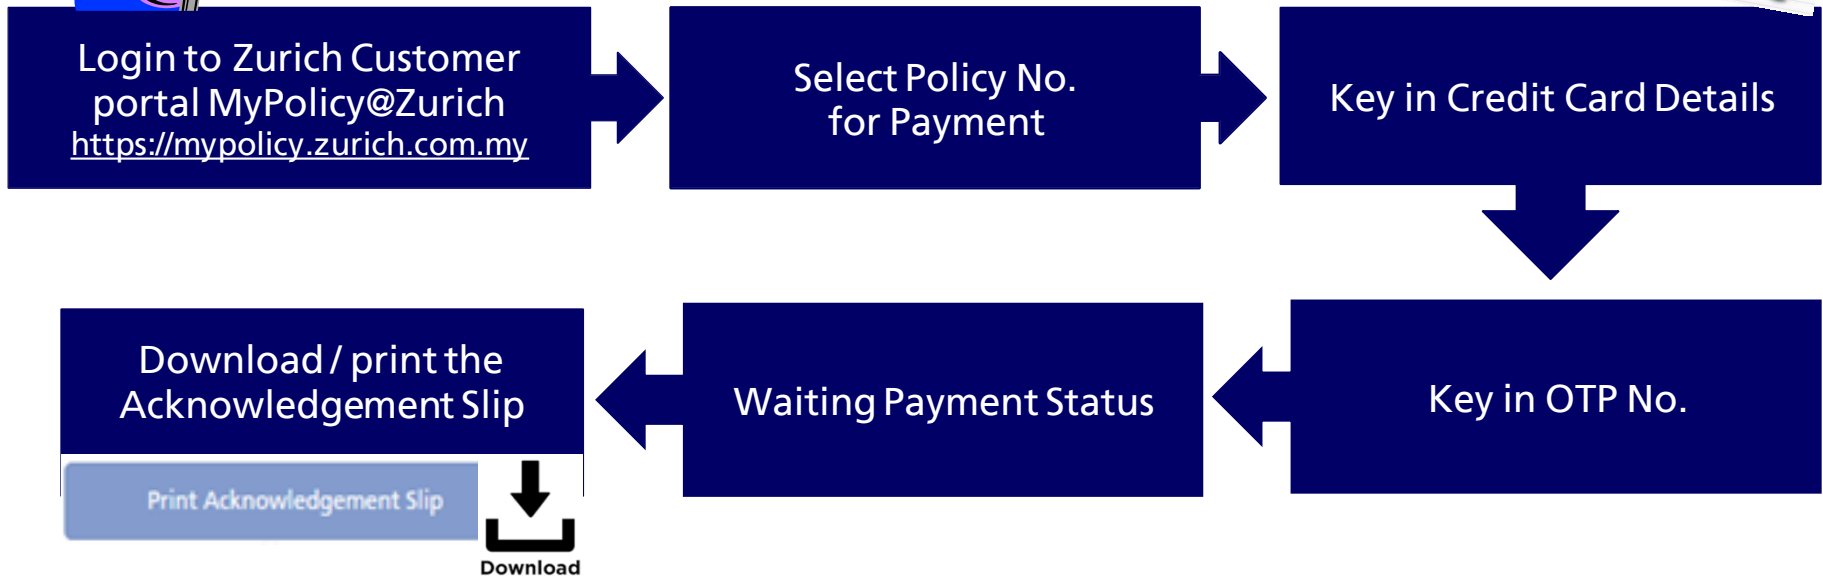 Login to Zurich Customer
portal MyPolicy@Zurich
https://mypolicy.zurich.com.my
Select Policy No.
for Payment
Key in Credit Card Details
Key in OTP No.
Waiting Payment Status
Download / print the
Acknowledgement Slip
Print Acknowledgement Slip
Download